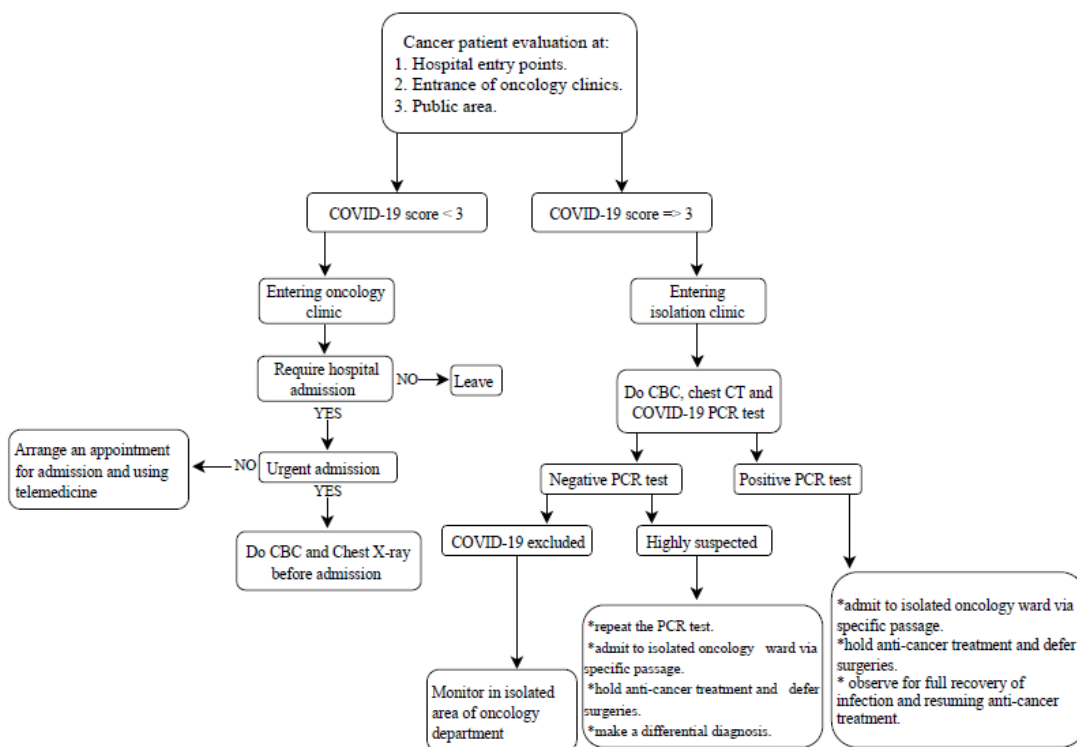 Cancer patient evaluation at:
1. Hospital entry points.
2. Entrance of oncology clinics.
3. Public area.
COVID-19 score < 3
COVID-19 score => 3
Entering oncology
clinic
Entering
isolation clinic
Require hospital
admission
NO
Leave
YES
Do CBC, chest CT and
COVID-19 PCR test
Arrange an appointment
for admission and using
telemedicine
NO
Urgent admission
YES
Negative PCR test
Positive PCR test
Do CBC and Chest X-ray
before admission
COVID-19 excluded
Highly suspected
Monitor in isolated
area of oncology
department
*repeat the PCR test.
*admit to isolated oncology ward via
specific passage.
*hold anti-cancer treatment and defer
surgeries.
*make a differential diagnosis.
*admit to isolated oncology ward via
specific passage.
*hold anti-cancer treatment and defer
surgeries.
* observe for full recovery of
infection and resuming anti-cancer
treatment.